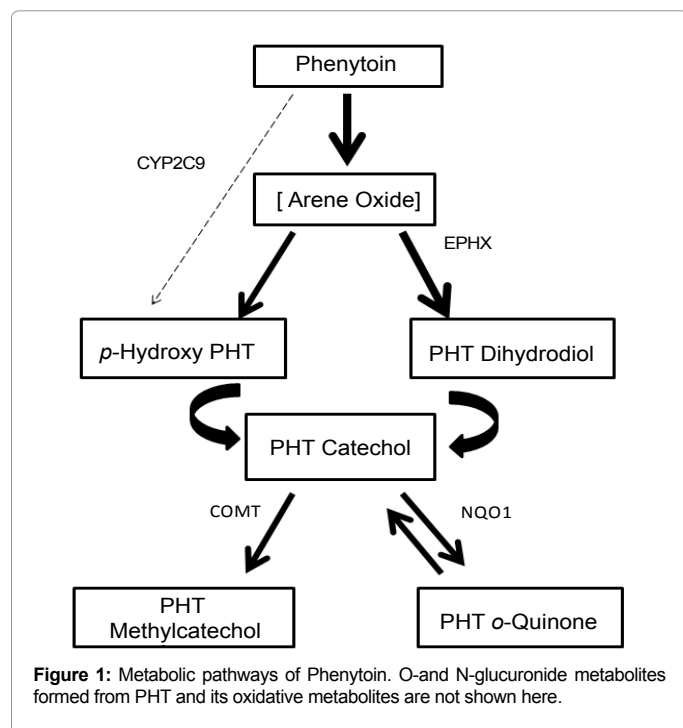 Phenytoin
CYP2C9
[ Arene Oxide]
EPHX
p-Hydroxy PHT
PHT Dihydrodiol
PHT Catechol
COMT
NQO1
PHT
Methylcatechol
PHT o-Quinone
Figure 1: Metabolic pathways of Phenytoin. O-and N-glucuronide metabolites
formed from PHT and its oxidative metabolites are not shown here.